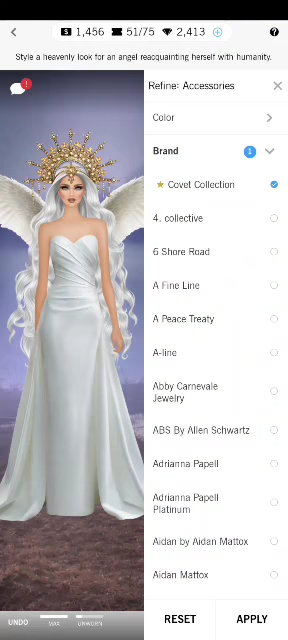 1,456 51/75 2,413
Style a heavenly look for an angel reacquainting herself with humanity.
Refine: Accessories
Color
Brand 1
Covet Collection
4. collective
6 Shore Road
A Fine Line
A Peace Treaty
A-line
Abby Carnevale
Jewelry
ABS By Allen Schwartz
Adrianna Papell
Adrianna Papell
Platinum
Aidan by Aidan Mattox
Aidan Mattox
UNDO MAX UNWORN
RESET APPLY